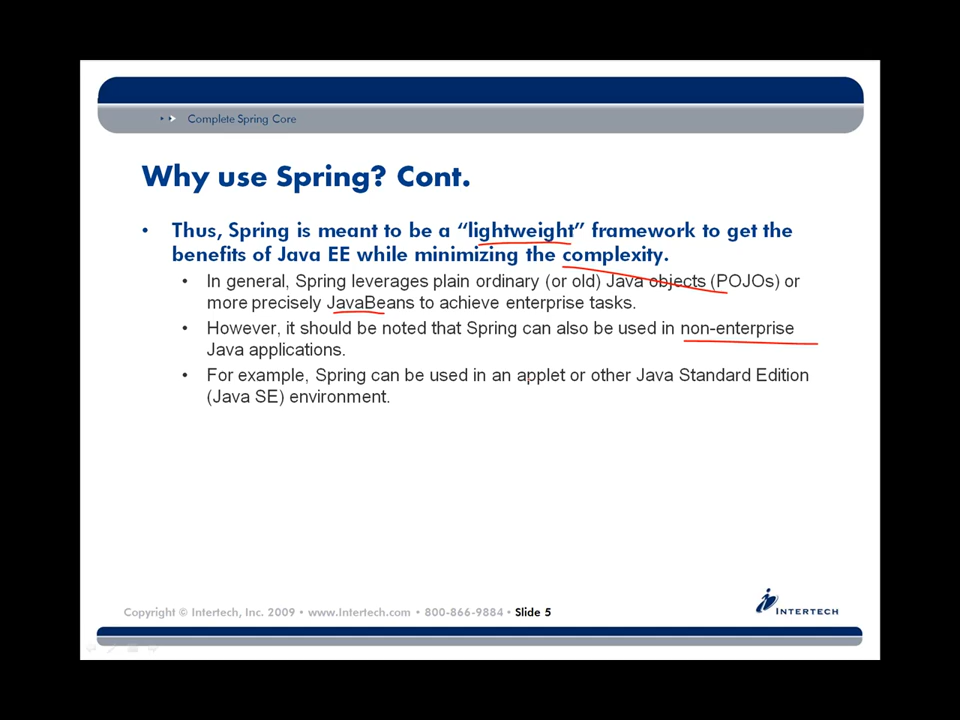 Complete Spring Core
Why use Spring? Cont.
• Thus, Spring is meant to be a “lightweight” framework to get the
benefits of Java EE while minimizing the complexity.
• In general, Spring leverages plain ordinary (or old) Java objects (POJOs) or
more precisely JavaBeans to achieve enterprise tasks.
• However, it should be noted that Spring can also be used in non-enterprise
Java applications.
• For example, Spring can be used in an applet or other Java Standard Edition
(Java SE) environment.
Copyright © Intertech, Inc. 2009 • www.Intertech.com • 800-866-9884 • Slide 5
INTERTECH